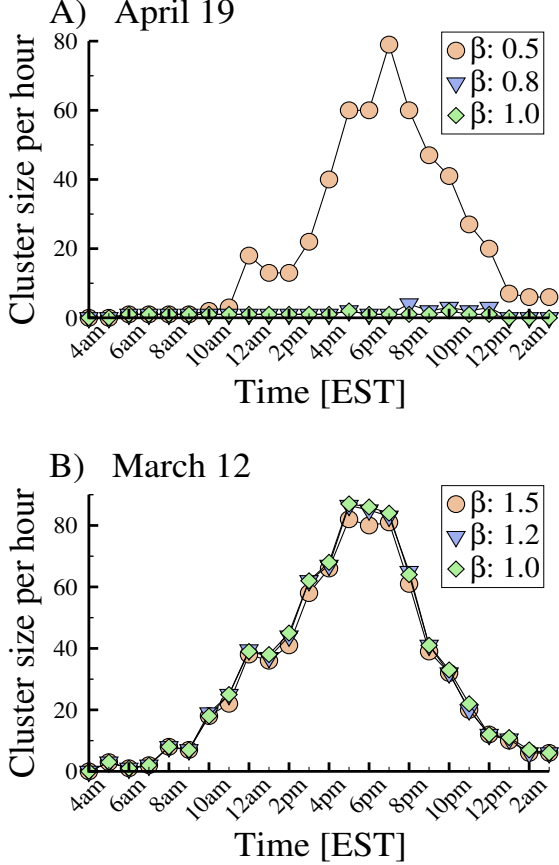 A) April 19
Cluster size per hour
80
60
40
20
0
β: 0.5
β: 0.8
β: 1.0
4am 6am 8am 10am 12am 2pm 4pm 6pm 8pm 10pm 12pm 2am
Time [EST]
B) March 12
Cluster size per hour
80
60
40
20
0
β: 1.5
β: 1.2
β: 1.0
4am 6am 8am 10am 12am 2pm 4pm 6pm 8pm 10pm 12pm 2am
Time [EST]